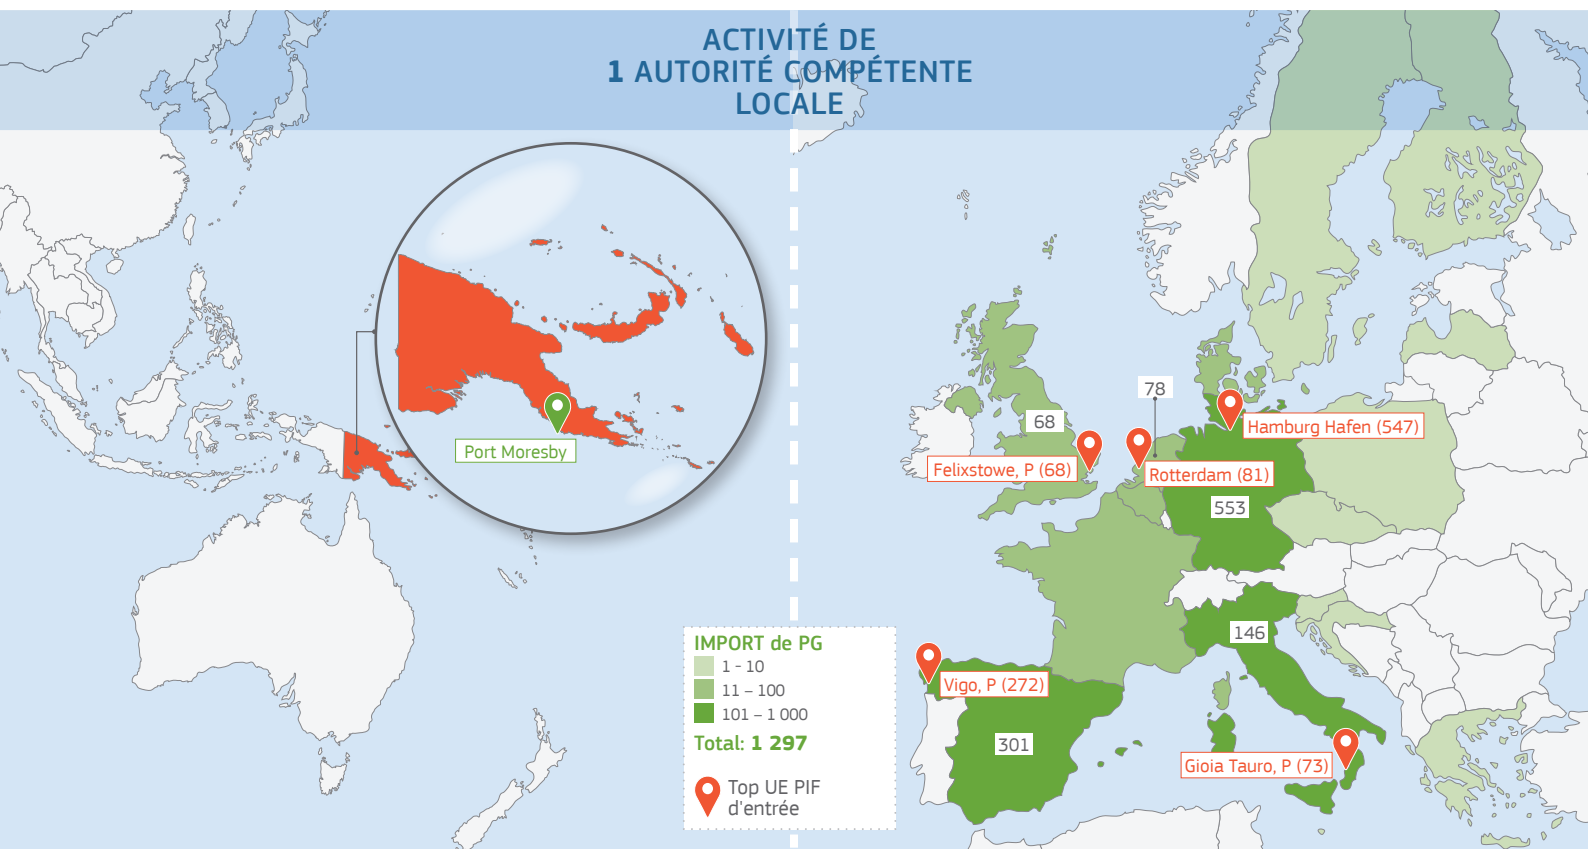 ACTIVITÉ DE
1 AUTORITÉ COMPÉTENTE
LOCALE
Port Moresby
78
68
Hamburg Hafen (547)
Felixstowe, P (68)
Rotterdam (81)
553
146
Vigo, P (272)
301
Gioia Tauro, P (73)
IMPORT de PG
1 - 10
11 – 100
101 – 1 000
Total: 1 297
Top UE PIF
d'entrée